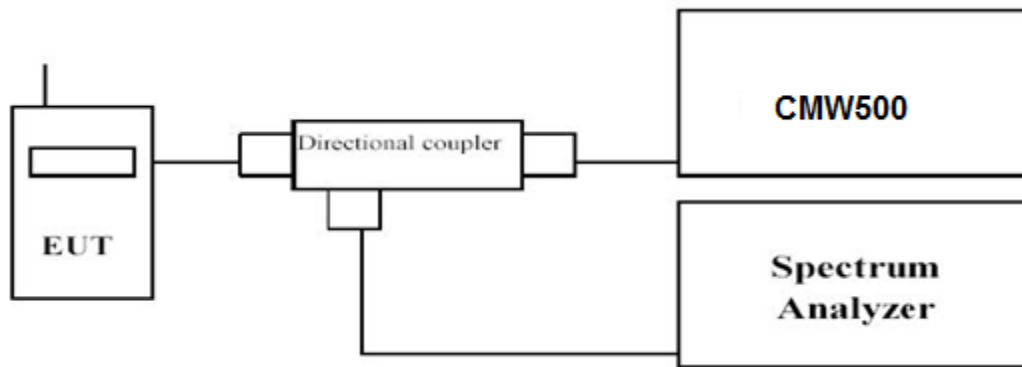 CMW500
Directional coupler
EUT
Spectrum
Analyzer